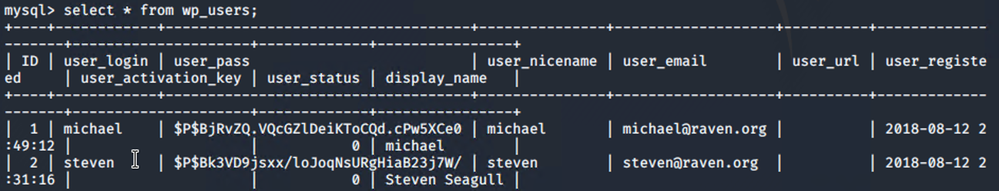 mysql> select * from wp_users;
+----+------------+------------------------------------+---------------+------------------+----------+---------------
------+---------------------+-------------+----------------+
| ID | user_login | user_pass | user_nicename | user_email | user_url | user_registe
ed | user_activation_key | user_status | display_name |
+----+------------+------------------------------------+---------------+------------------+----------+---------------
------+---------------------+-------------+----------------+
| 1 | michael | $P$BjRvZQ.VQcGZlDeiKToCQd.cPw5XCe0 | michael | michael@raven.org | | 2018-08-12 2
:49:12 | | 0 | michael |
| 2 | steven | $P$Bk3VD9jsxx/loJoqNsURgHiaB23j7W/ | steven | steven@raven.org | | 2018-08-12 2
:31:16 | | 0 | Steven Seagull |